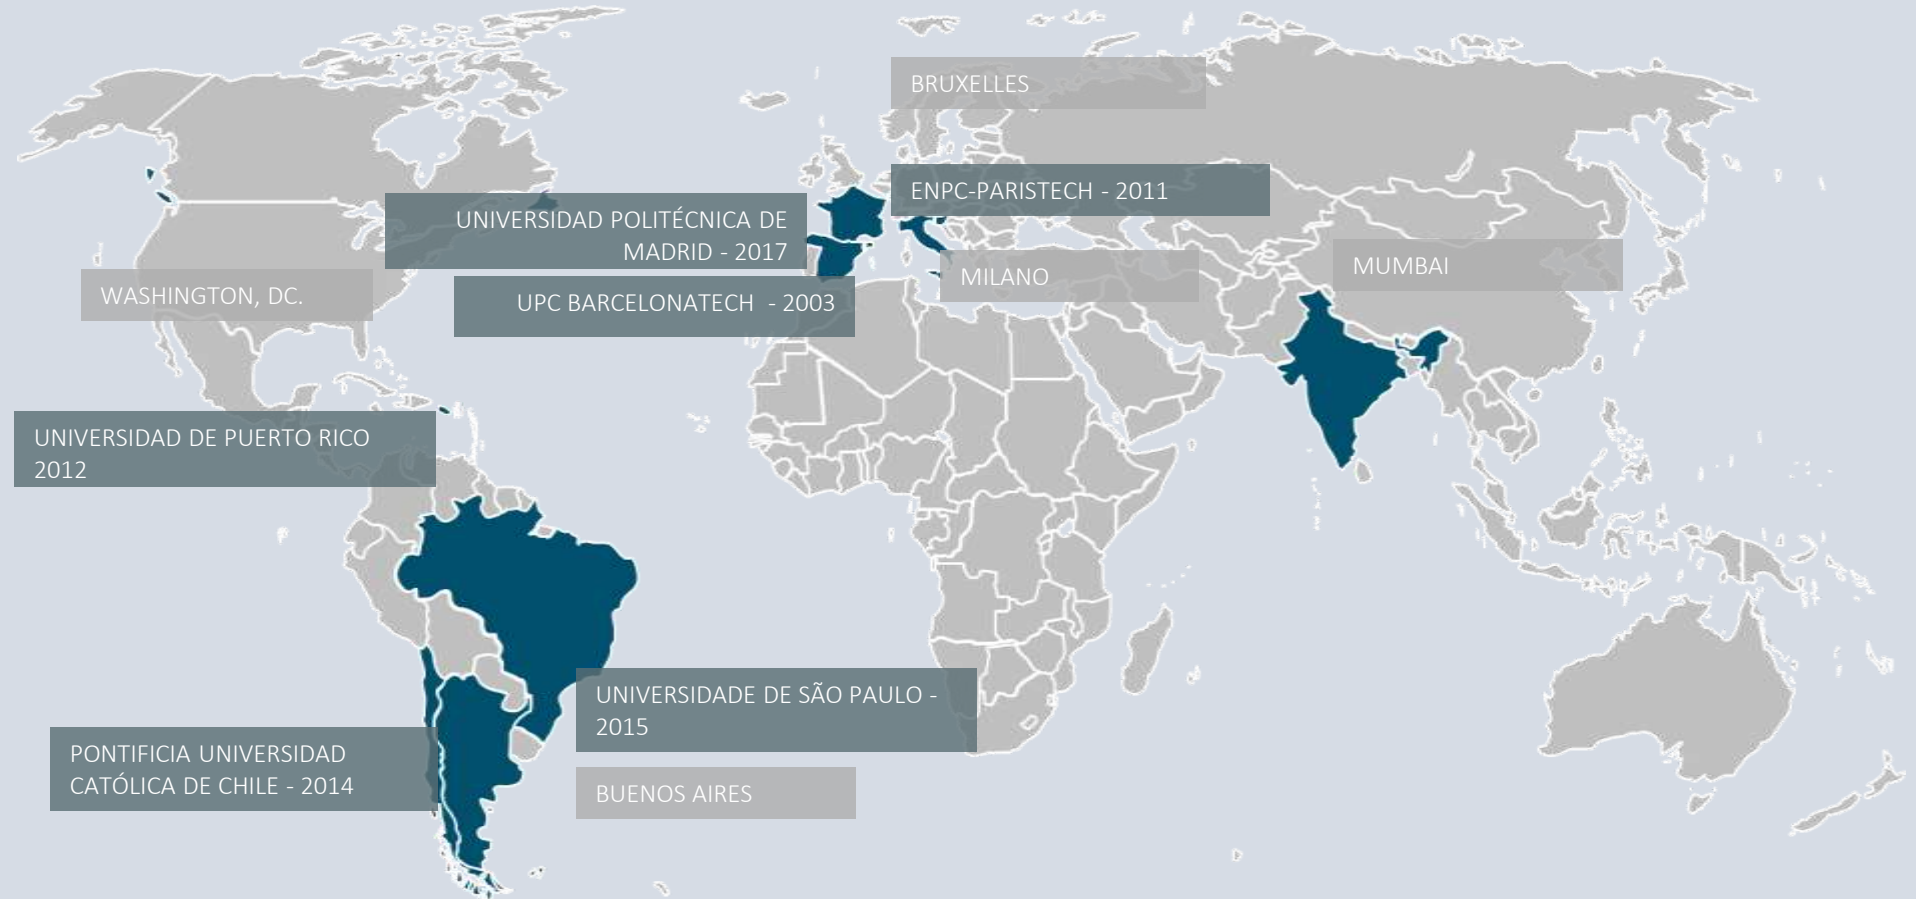 BRUXELLES
ENPC-PARISTECH - 2011
UNIVERSIDAD POLITÉCNICA DE
MADRID - 2017
MILANO
MUMBAI
WASHINGTON, DC.
UPC BARCELONATECH - 2003
UNIVERSIDAD DE PUERTO RICO
2012
UNIVERSIDADE DE SÃO PAULO -
2015
PONTIFICIA UNIVERSIDAD
CATÓLICA DE CHILE - 2014
BUENOS AIRES